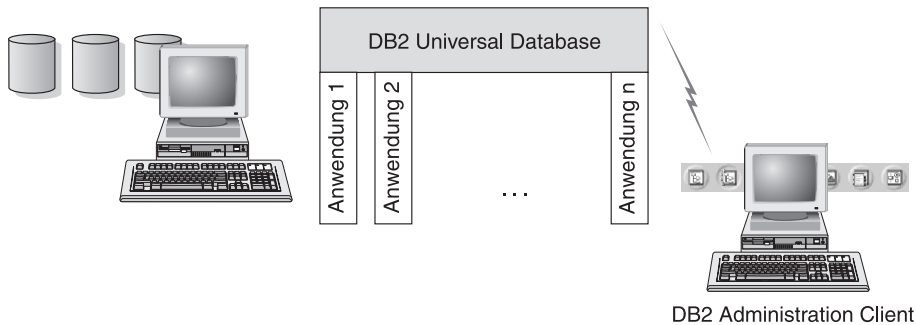 DB2 Universal Database
Anwendung 1
Anwendung 2
...
Anwendung n
DB2 Administration Client